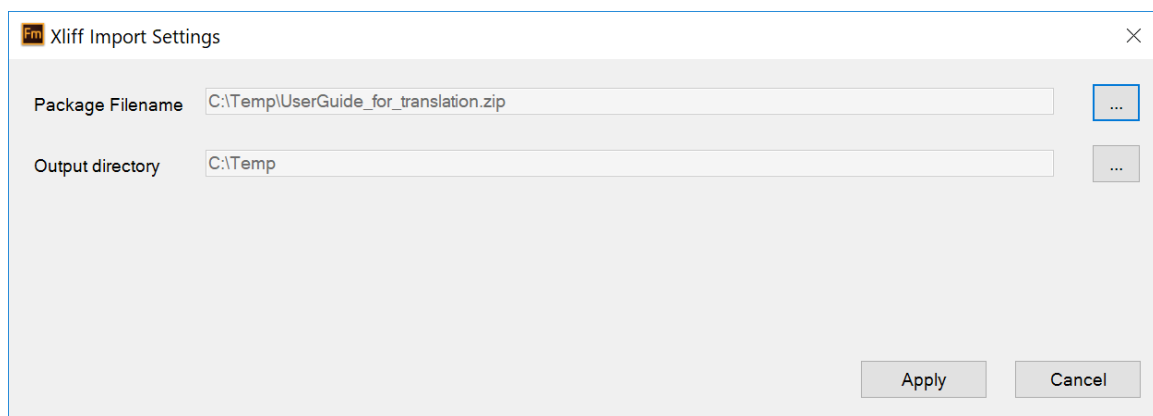 Fm Xliff Import Settings
Package Filename C:\Temp\UserGuide_for_translation.zip ...
Output directory C:\Temp ...
Apply Cancel